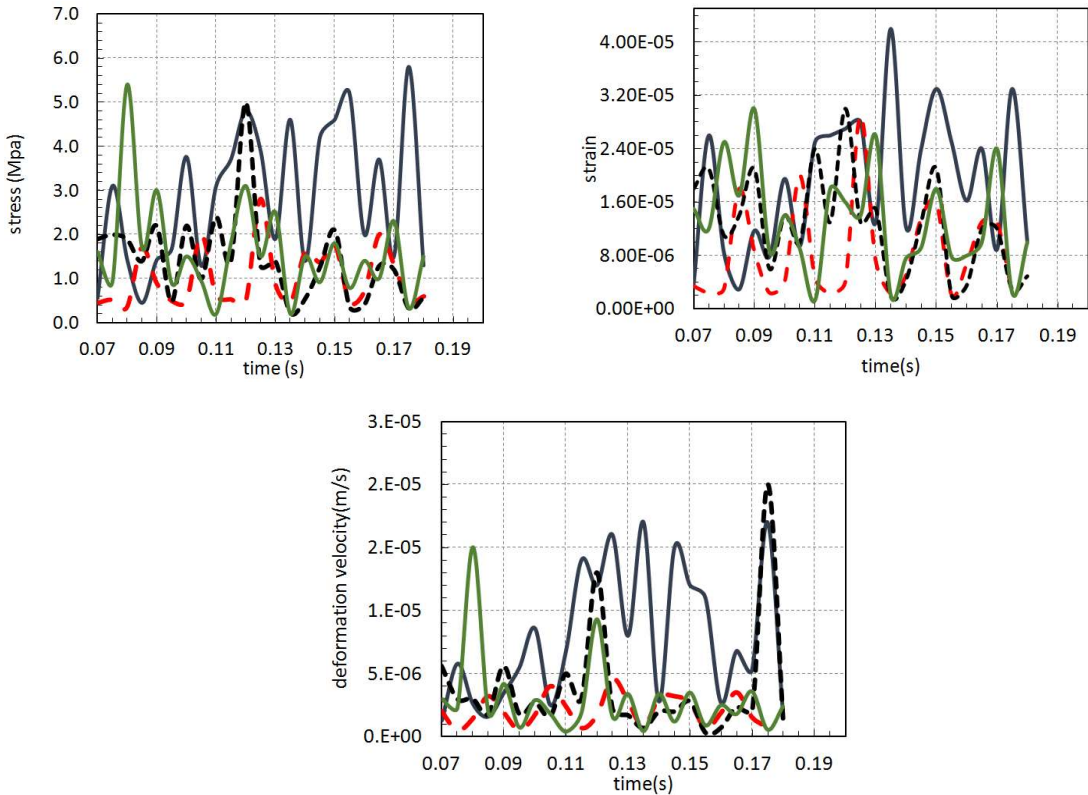 7.0
6.0
5.0
4.0
3.0
2.0
1.0
0.0
stress (Mpa)
0.07 0.09 0.11 0.13 0.15 0.17 0.19
time (s)
4.00E-05
3.20E-05
2.40E-05
1.60E-05
8.00E-06
0.00E+00
strain
0.07 0.09 0.11 0.13 0.15 0.17 0.19
time(s)
3.E-05
2.E-05
2.E-05
1.E-05
5.E-06
0.E+00
deformation velocity(m/s)
0.07 0.09 0.11 0.13 0.15 0.17 0.19
time(s)